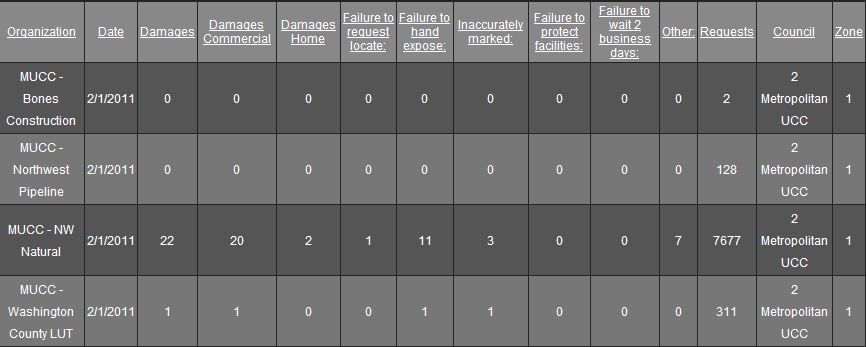 Organization Date Damages Damages Commercial Damages Home Failure to request locate: Failure to hand expose: Inaccurately marked: Failure to protect facilities: Failure to wait 2 business days: Other: Requests Council Zone
MUCC - Bones Construction 2/1/2011 0 0 0 0 0 0 0 0 0 2 2 Metropolitan UCC 1
MUCC - Northwest Pipeline 2/1/2011 0 0 0 0 0 0 0 0 0 128 2 Metropolitan UCC 1
MUCC - NW Natural 2/1/2011 22 20 2 1 11 3 0 0 7 7677 2 Metropolitan UCC 1
MUCC - Washington County LUT 2/1/2011 1 1 0 0 1 1 0 0 0 311 2 Metropolitan UCC 1